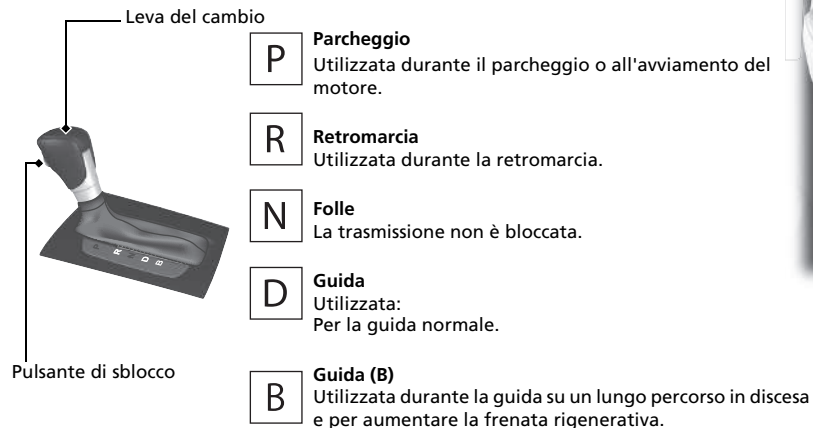 Leva del cambio
P
Parcheggio
Utilizzata durante il parcheggio o all'avviamento del
motore.
R
Retromarcia
Utilizzata durante la retromarcia.
N
Folle
La trasmissione non è bloccata.
D
Guida
Utilizzata:
Per la guida normale.
Pulsante di sblocco
B
Guida (B)
Utilizzata durante la guida su un lungo percorso in discesa
e per aumentare la frenata rigenerativa.
P R N D B